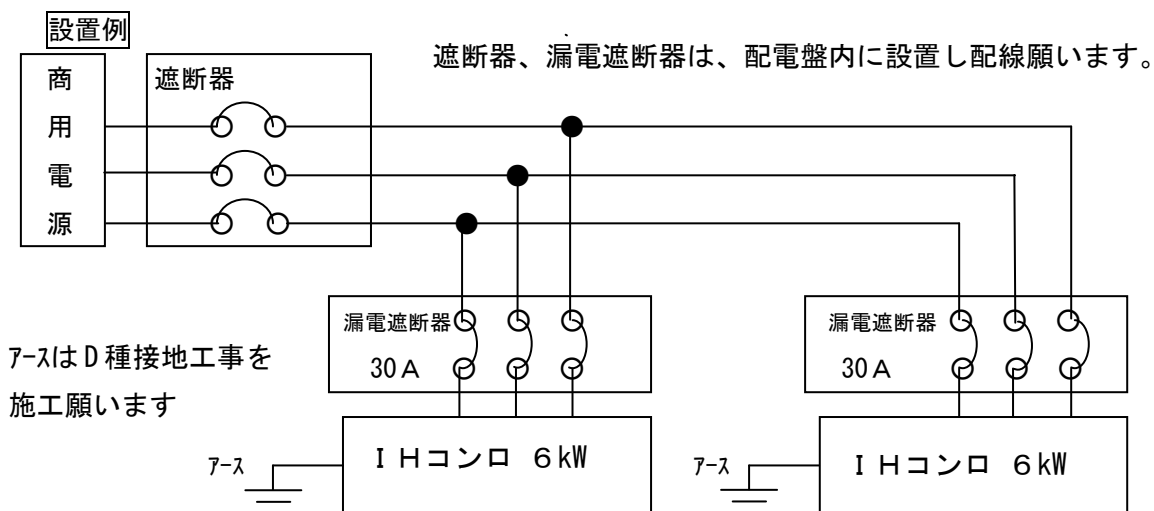 設置例
遮断器、漏電遮断器は、配電盤内に設置し配線願います。
商用電源
遮断器
漏電遮断器
30A
漏電遮断器
30A
ｱｰｽはD種接地工事を
施工願います
ｱｰｽ
IHコンロ 6kW
ｱｰｽ
IHコンロ 6kW